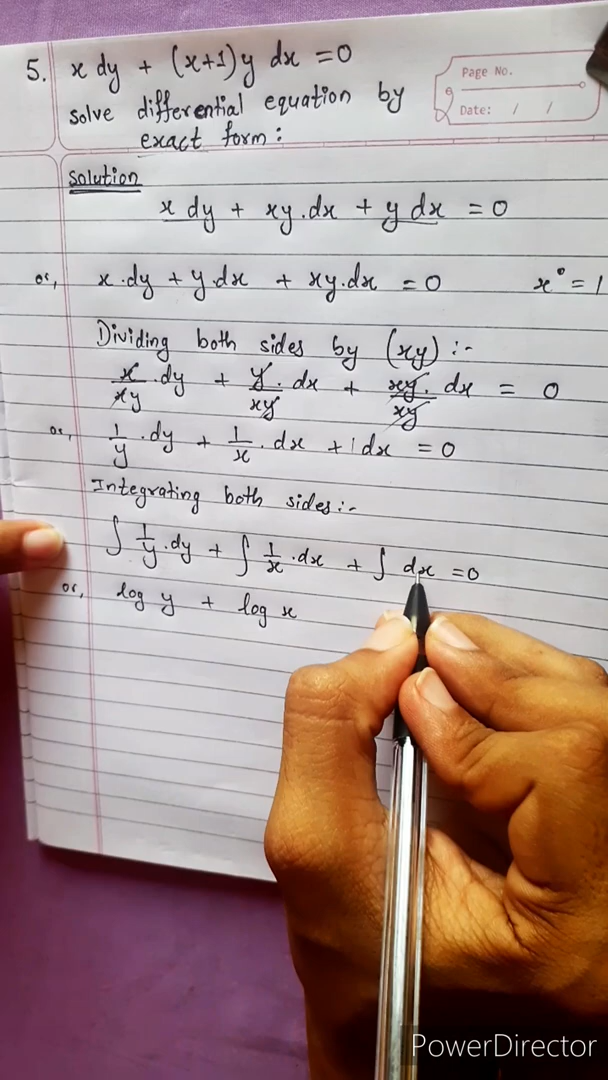 5. x dy + (x+1)y dx = 0
Page No.
Date: / /
solve differential equation by
exact form:
Solution
x dy + xy.dx + y dx = 0
or, x.dy + y.dx + xy.dx = 0 x° = 1
Dividing both sides by (xy) :-
x/xy .dy + y/xy . dx + xy./xy dx = 0
or, 1/y .dy + 1/x . dx + 1 dx = 0
Integrating both sides:-
∫ 1/y .dy + ∫ 1/x .dx + ∫ dx = 0
or, log y + log x
PowerDirector